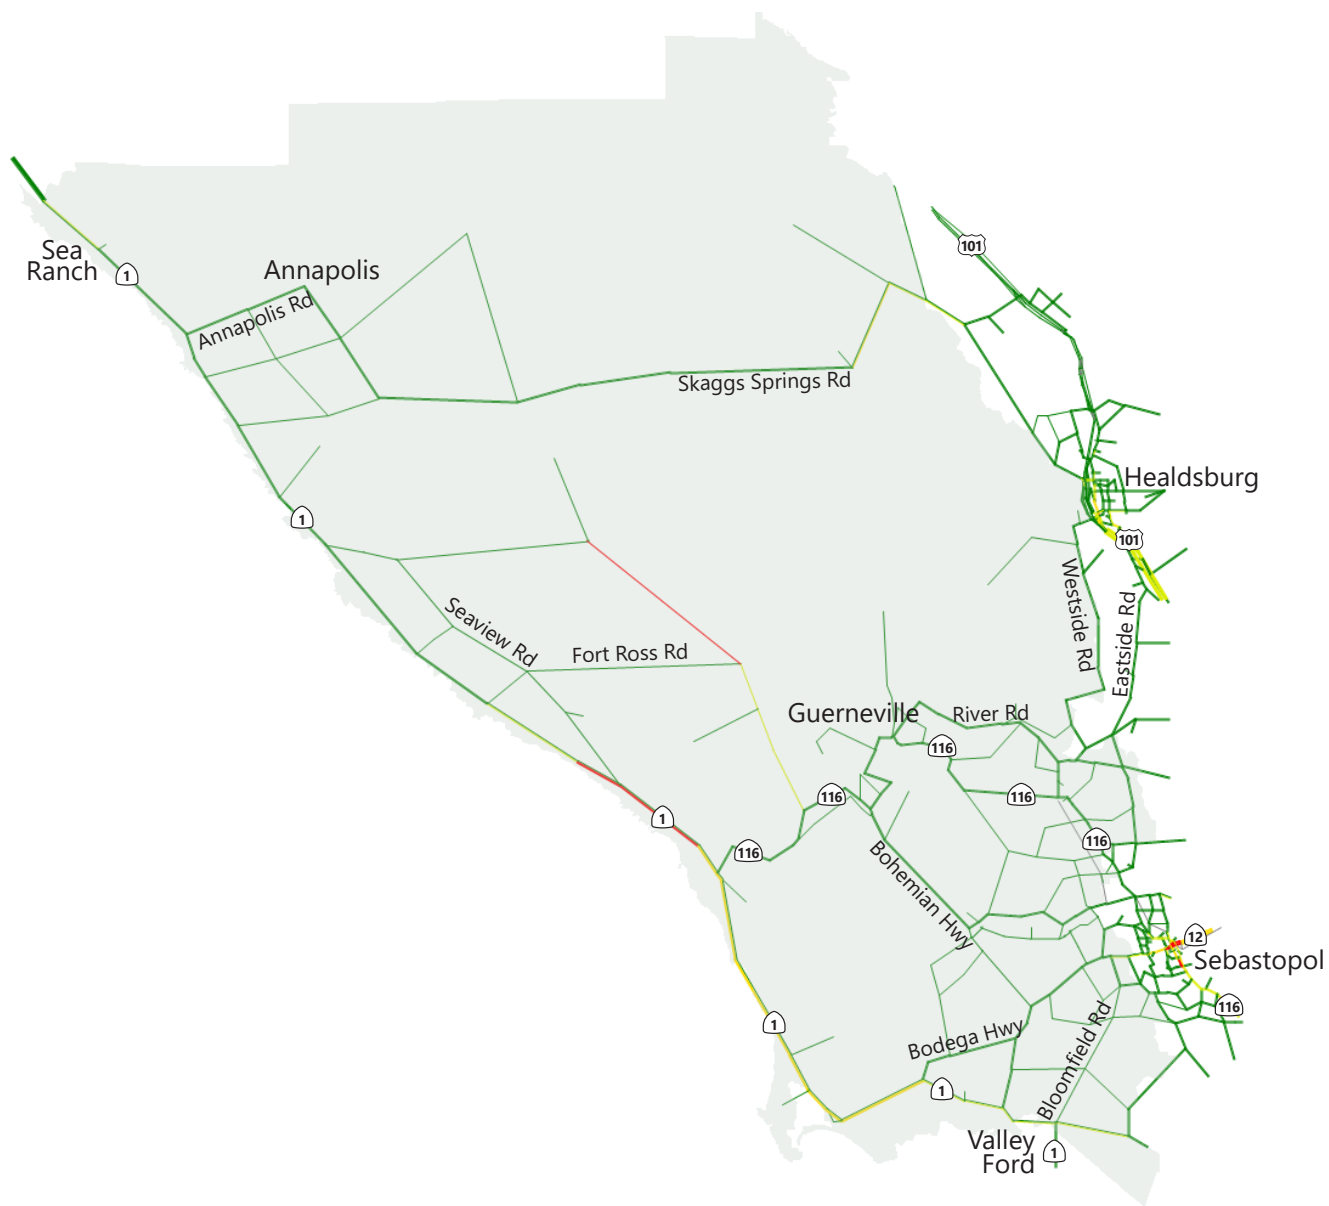 101
Sea
Ranch
1
Annapolis
Annapolis Rd
Skaggs Springs Rd
Healdsburg
1
101
Westside Rd
Eastside Rd
Seaview Rd
Fort Ross Rd
Guerneville
River Rd
116
116
116
1
116
116
Bohemian Hwy
12
Sebastopol
116
1
Bodega Hwy
Bloomfield Rd
1
Valley
Ford
1